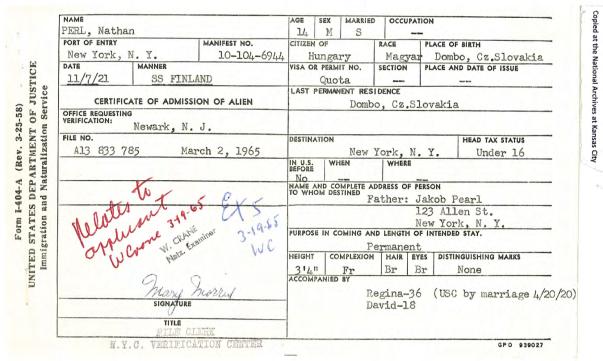 Form I-404-A (Rev. 3-25-58)
UNITED STATES DEPARTMENT OF JUSTICE
Immigration and Naturalization Service
NAME
PERL, Nathan
AGE SEX MARRIED OCCUPATION
14 M S --
PORT OF ENTRY MANIFEST NO.
New York, N. Y. 10-104-6944
CITIZEN OF RACE PLACE OF BIRTH
Hungary Magyar Dombo, Cz.Slovakia
DATE MANNER
11/7/21 SS FINLAND
VISA OR PERMIT NO. SECTION PLACE AND DATE OF ISSUE
Quota -- --
CERTIFICATE OF ADMISSION OF ALIEN
LAST PERMANENT RESIDENCE
Dombo, Cz.Slovakia
OFFICE REQUESTING
VERIFICATION:
Newark, N. J.
FILE NO.
A13 833 785 March 2, 1965
DESTINATION HEAD TAX STATUS
New York, N. Y. Under 16
IN U.S. BEFORE WHEN WHERE
No -- --
NAME AND COMPLETE ADDRESS OF PERSON
TO WHOM DESTINED
Father: Jakob Pearl
123 Allen St.
New York, N. Y.
PURPOSE IN COMING AND LENGTH OF INTENDED STAY.
Permanent
HEIGHT COMPLEXION HAIR EYES DISTINGUISHING MARKS
3'4" Fr Br Br None
ACCOMPANIED BY
Regina-36 (USC by marriage 4/20/20)
David-18
Relates to
applicant
WCrane 3-19-65
W. CRANE
Natz. Examiner
EX 5
3-19-65
WC
Mary Morris
SIGNATURE
TITLE
FILE CLERK
N.Y.C. VERIFICATION CENTER
GPO 939027
Copied at the National Archives at Kansas City